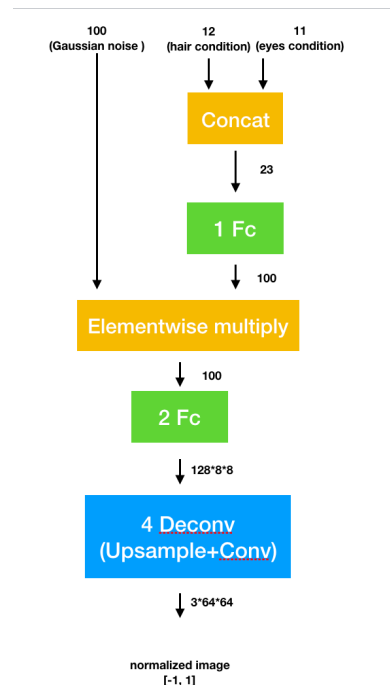 100
(Gaussian noise )
12
(hair condition)
11
(eyes condition)
Concat
23
1 Fc
100
Elementwise multiply
100
2 Fc
128*8*8
4 Deconv
(Upsample+Conv)
3*64*64
normalized image
[-1, 1]